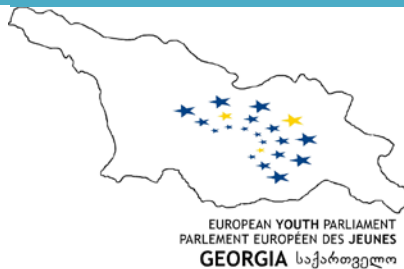 EUROPEAN YOUTH PARLIAMENT
PARLEMENT EUROPÉEN DES JEUNES
GEORGIA საქართველო